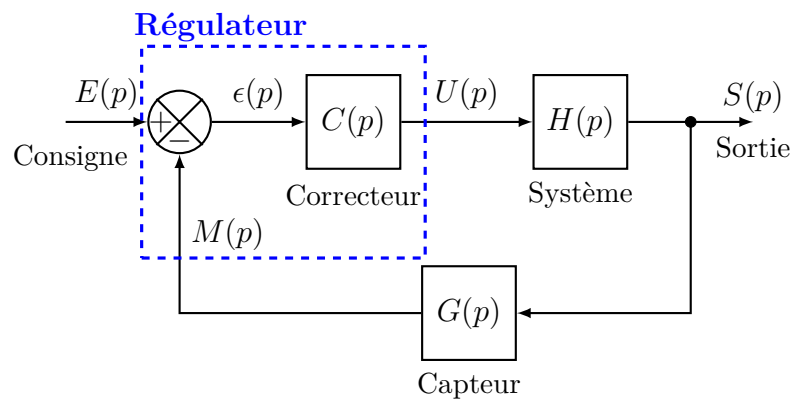 Régulateur
E(p)
ϵ(p)
U(p)
S(p)
+
−
C(p)
H(p)
Consigne
Sortie
Correcteur
Système
M(p)
G(p)
Capteur